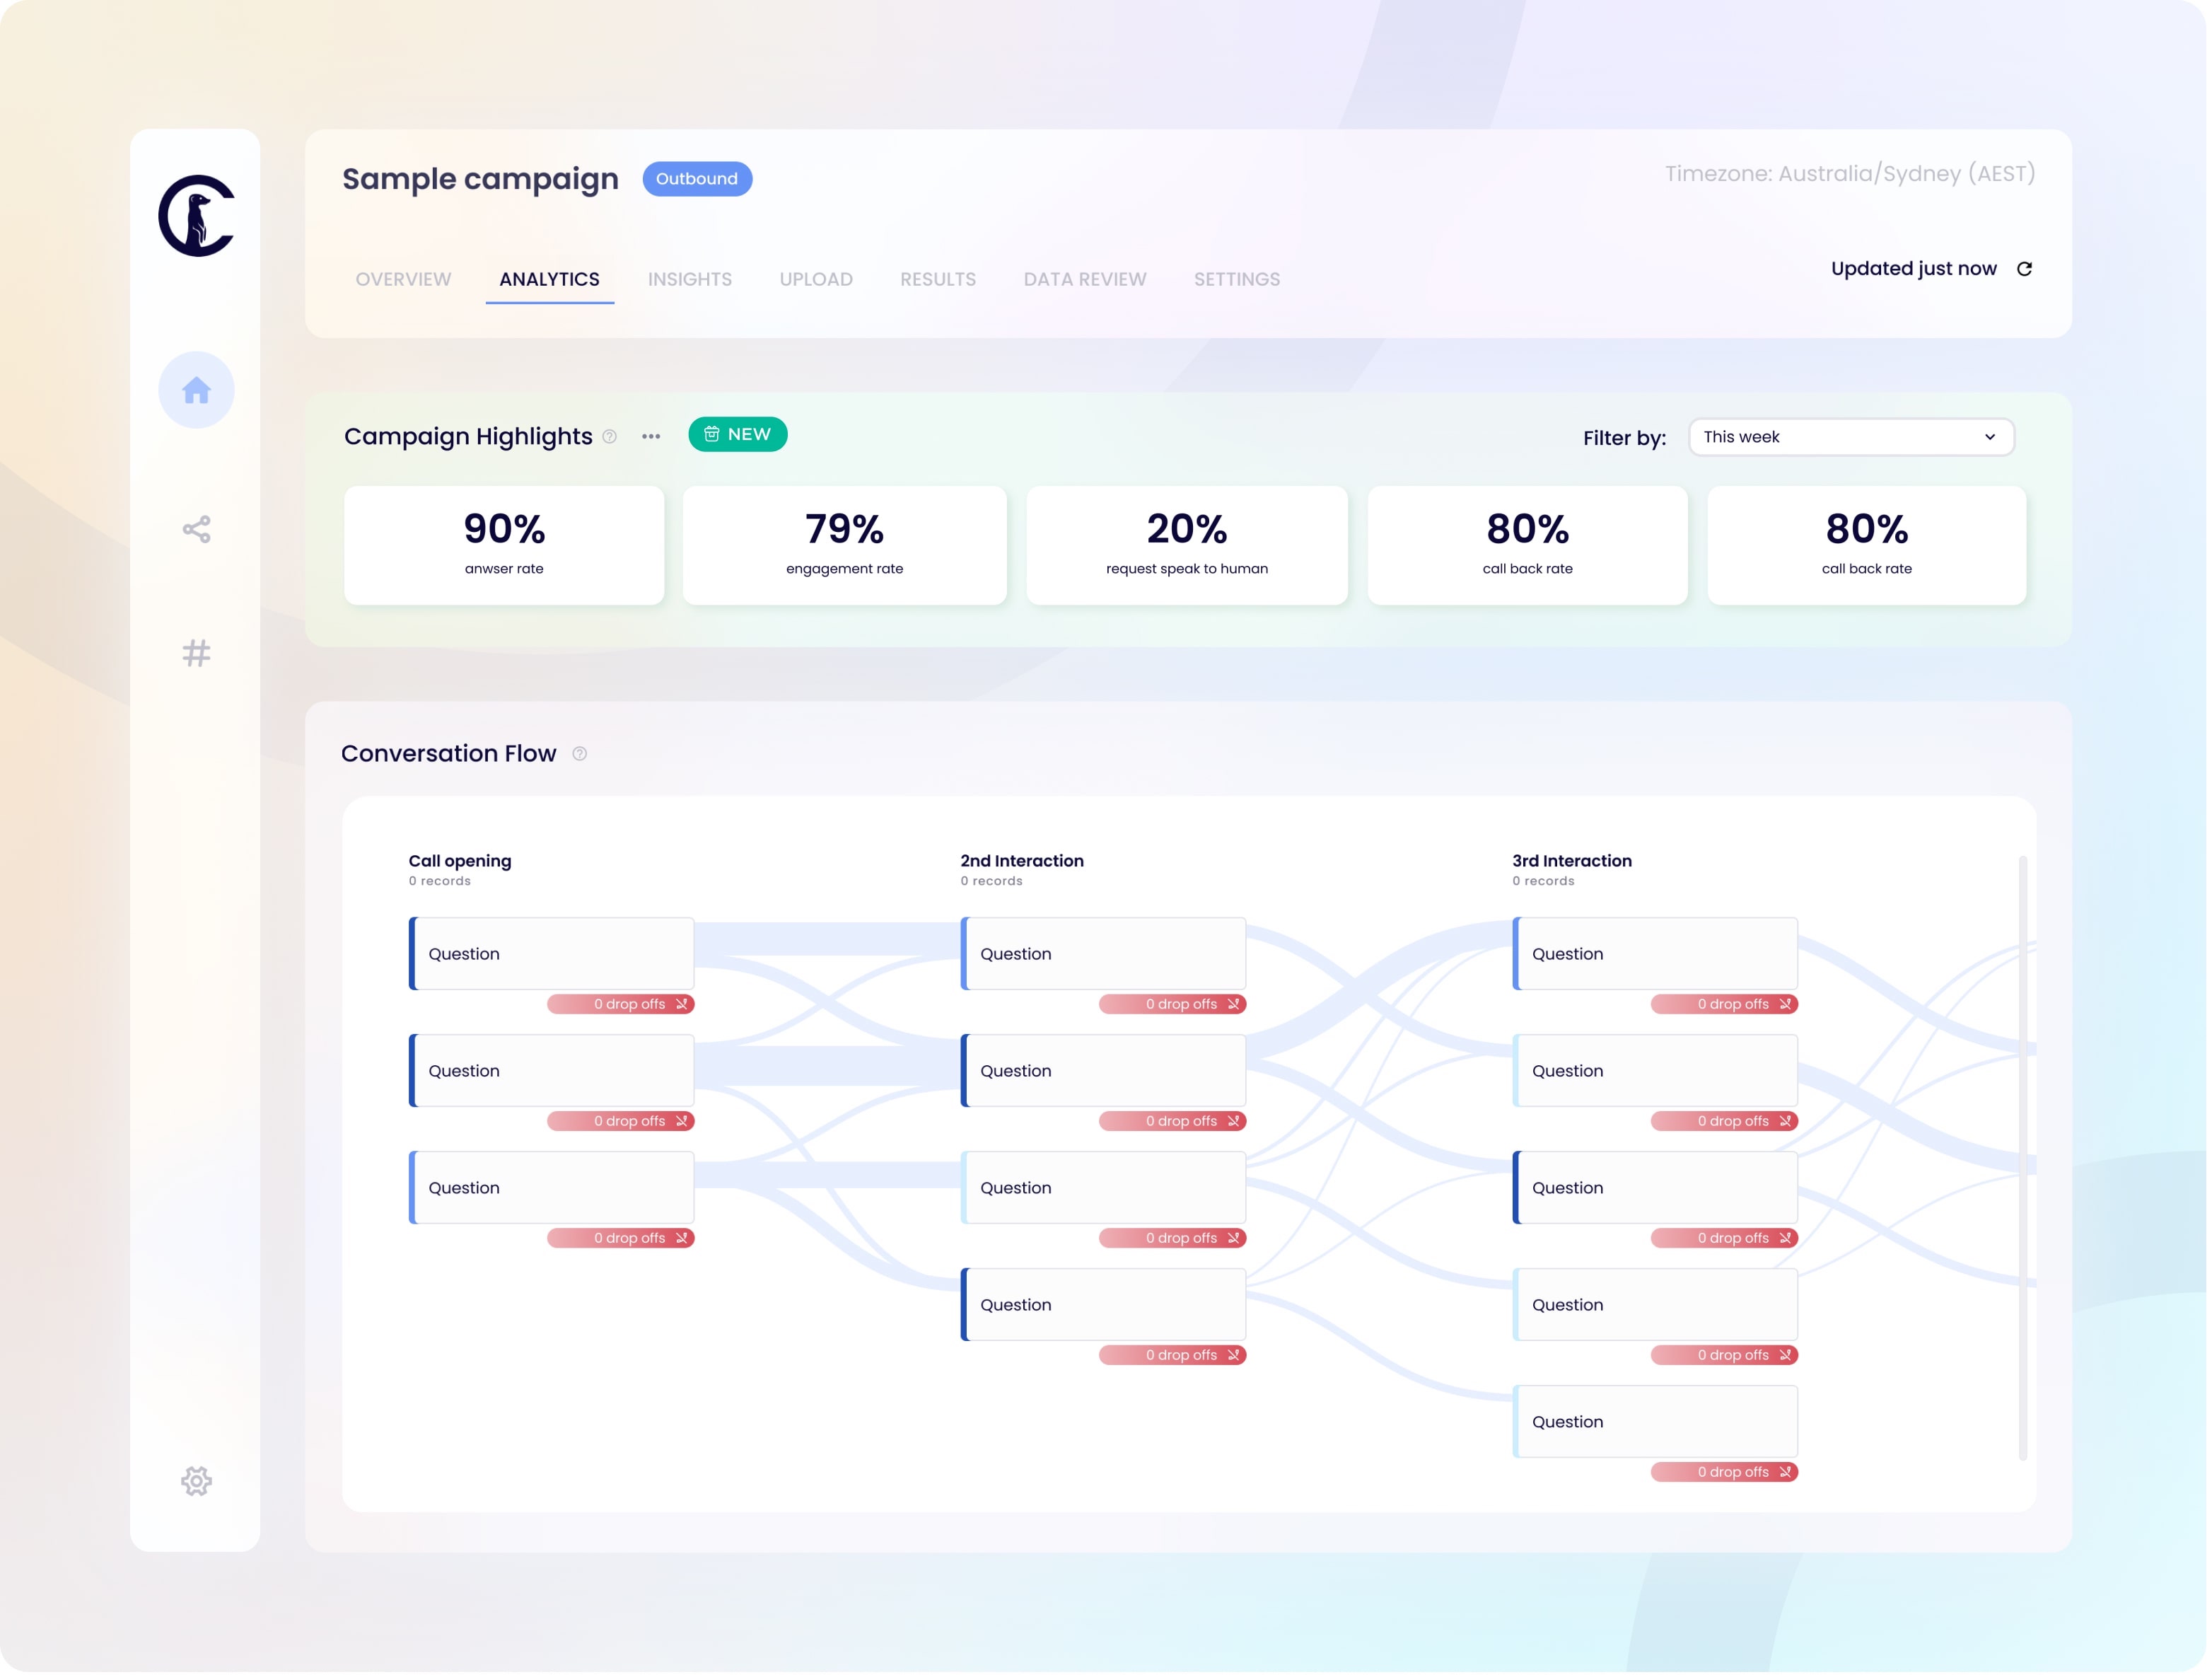 Sample campaign
Outbound
Timezone: Australia/Sydney (AEST)
OVERVIEW ANALYTICS INSIGHTS UPLOAD RESULTS DATA REVIEW SETTINGS
Updated just now
Campaign Highlights
NEW
Filter by:
This week
90%
anwser rate
79%
engagement rate
20%
request speak to human
80%
call back rate
80%
call back rate
Conversation Flow
Call opening
0 records
Question
0 drop offs
Question
0 drop offs
Question
0 drop offs
2nd Interaction
0 records
Question
0 drop offs
Question
0 drop offs
Question
0 drop offs
Question
0 drop offs
3rd Interaction
0 records
Question
0 drop offs
Question
0 drop offs
Question
0 drop offs
Question
0 drop offs
Question
0 drop offs